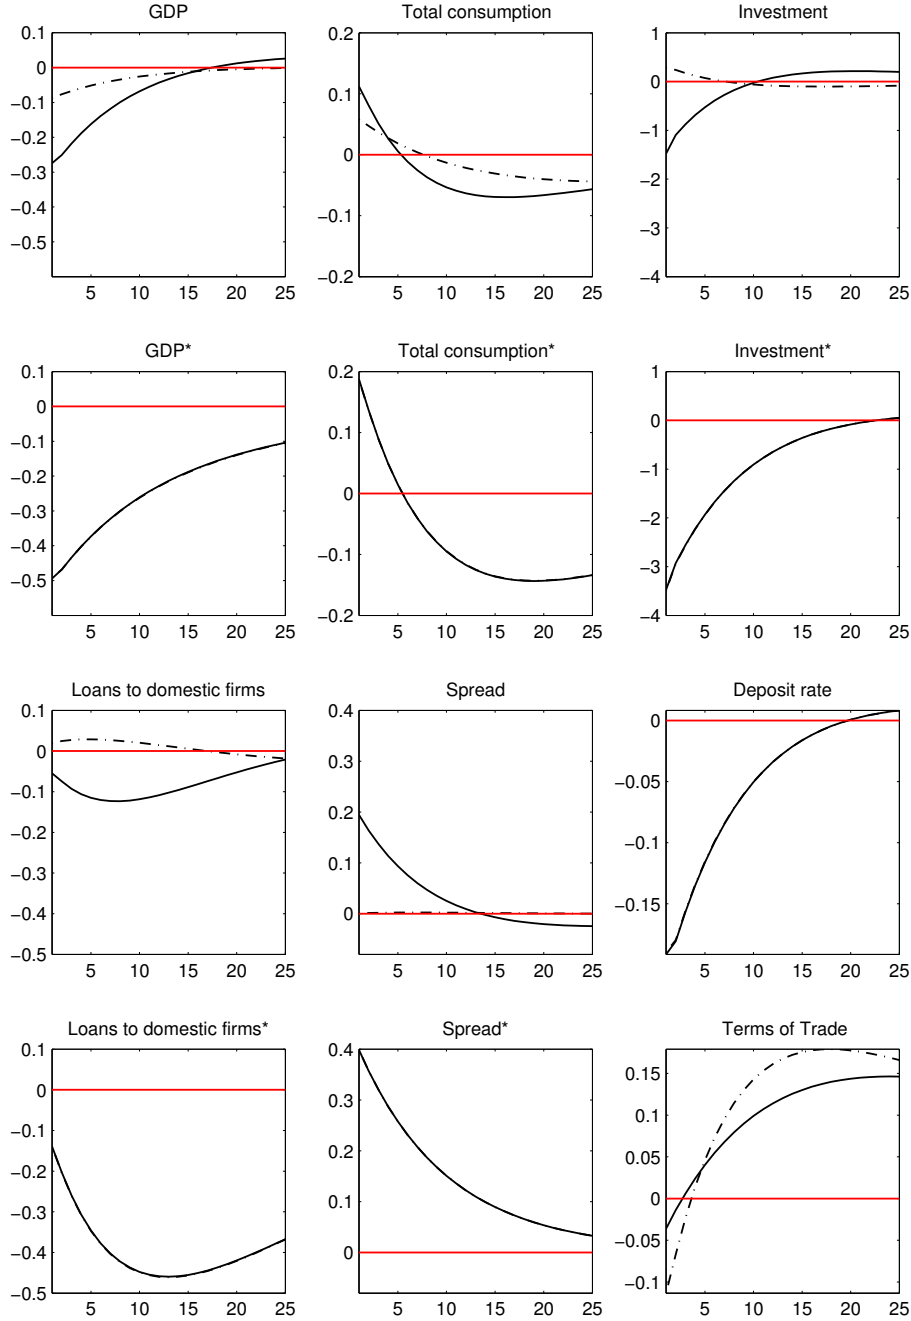 GDP Total consumption Investment
0.1 0.2 1
0 0.1 0
−0.1 0 −1
−0.2 −0.1 −2
−0.3 −0.2 −3
−0.4 −4
−0.5
5 10 15 20 25 5 10 15 20 25 5 10 15 20 25
GDP* Total consumption* Investment*
0.1 0.2 1
0 0.1 0
−0.1 0 −1
−0.2 −0.1 −2
−0.3 −0.2 −3
−0.4 −4
−0.5
5 10 15 20 25 5 10 15 20 25 5 10 15 20 25
Loans to domestic firms Spread Deposit rate
0.1 0.4 0
0 0.3 −0.05
−0.1 0.2 −0.1
−0.2 0.1 −0.15
−0.3 0
−0.4
−0.5
5 10 15 20 25 5 10 15 20 25 5 10 15 20 25
Loans to domestic firms* Spread* Terms of Trade
0.1 0.4 0.15
0 0.3 0.1
−0.1 0.2 0.05
−0.2 0.1 0
−0.3 0 −0.05
−0.4 −0.1
−0.5
5 10 15 20 25 5 10 15 20 25 5 10 15 20 25